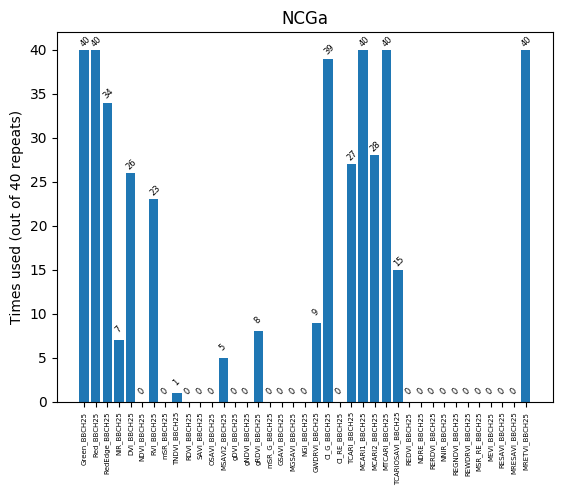 NCGa
Times used (out of 40 repeats)
40
35
30
25
20
15
10
5
0
40 40 34 7 26 0 23 0 1 0 0 0 5 0 0 8 0 0 0 0 9 39 0 27 40 28 40 15 0 0 0 0 0 0 0 0 0 0 40
Green_BBCH25
Red_BBCH25
RedEdge_BBCH25
NIR_BBCH25
DVI_BBCH25
NDVI_BBCH25
RVI_BBCH25
mSR_BBCH25
TNDVI_BBCH25
RDVI_BBCH25
SAVI_BBCH25
OSAVI_BBCH25
MSAVI2_BBCH25
gDVI_BBCH25
gNDVI_BBCH25
gRDVI_BBCH25
mSR_G_BBCH25
GSAVI_BBCH25
MGSAVI_BBCH25
NGI_BBCH25
GWDRVI_BBCH25
CI_G_BBCH25
CI_RE_BBCH25
TCARI_BBCH25
MCARI1_BBCH25
MCARI2_BBCH25
MTCARI_BBCH25
TCARIOSAVI_BBCH25
REDVI_BBCH25
NDRE_BBCH25
RERDVI_BBCH25
NNIR_BBCH25
REGNDVI_BBCH25
REWDRVI_BBCH25
MSR_RE_BBCH25
MEVI_BBCH25
RESAVI_BBCH25
MRESAVI_BBCH25
MRETVI_BBCH25